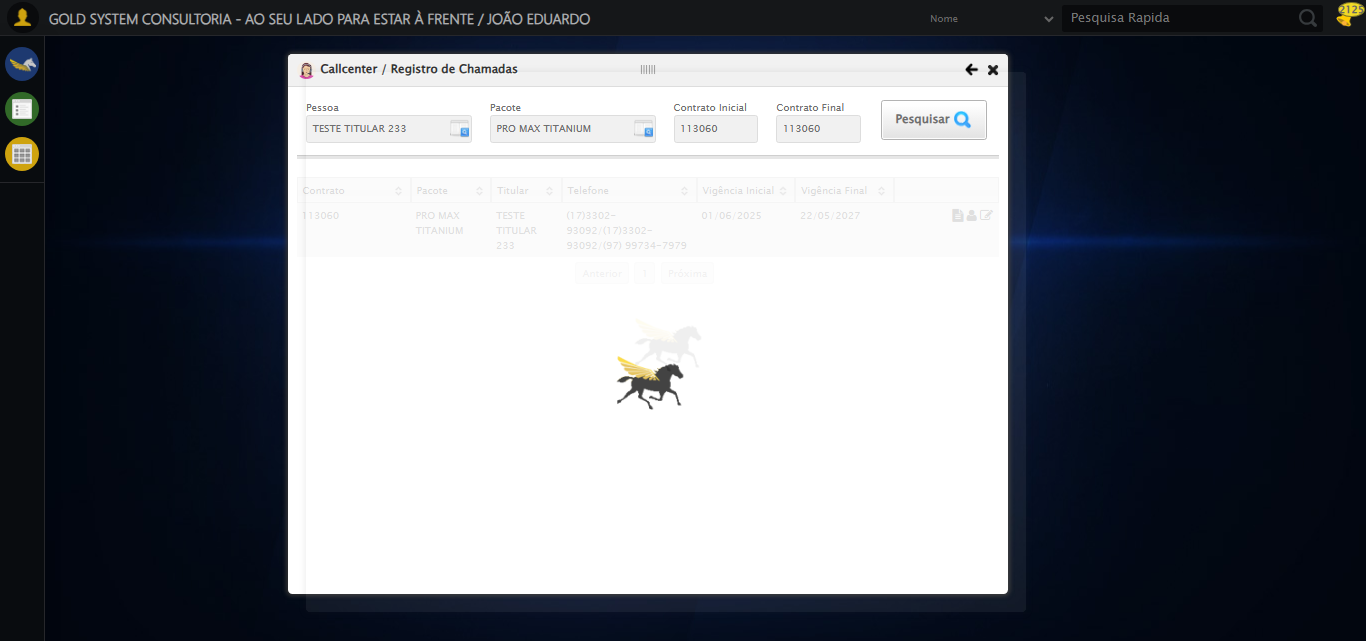 GOLD SYSTEM CONSULTORIA - AO SEU LADO PARA ESTAR À FRENTE / JOÃO EDUARDO
Nome
Pesquisa Rapida
2125
Callcenter / Registro de Chamadas
Pessoa
Pacote
Contrato Inicial
Contrato Final
TESTE TITULAR 233
PRO MAX TITANIUM
113060
113060
Pesquisar
Contrato
Pacote
Titular
Telefone
Vigência Inicial
Vigência Final
113060
PRO MAX
TITANIUM
TESTE
TITULAR
233
(17)3302-
93092/(17)3302-
93092/(97) 99734-7979
01/06/2025
22/05/2027
Anterior
1
Próxima